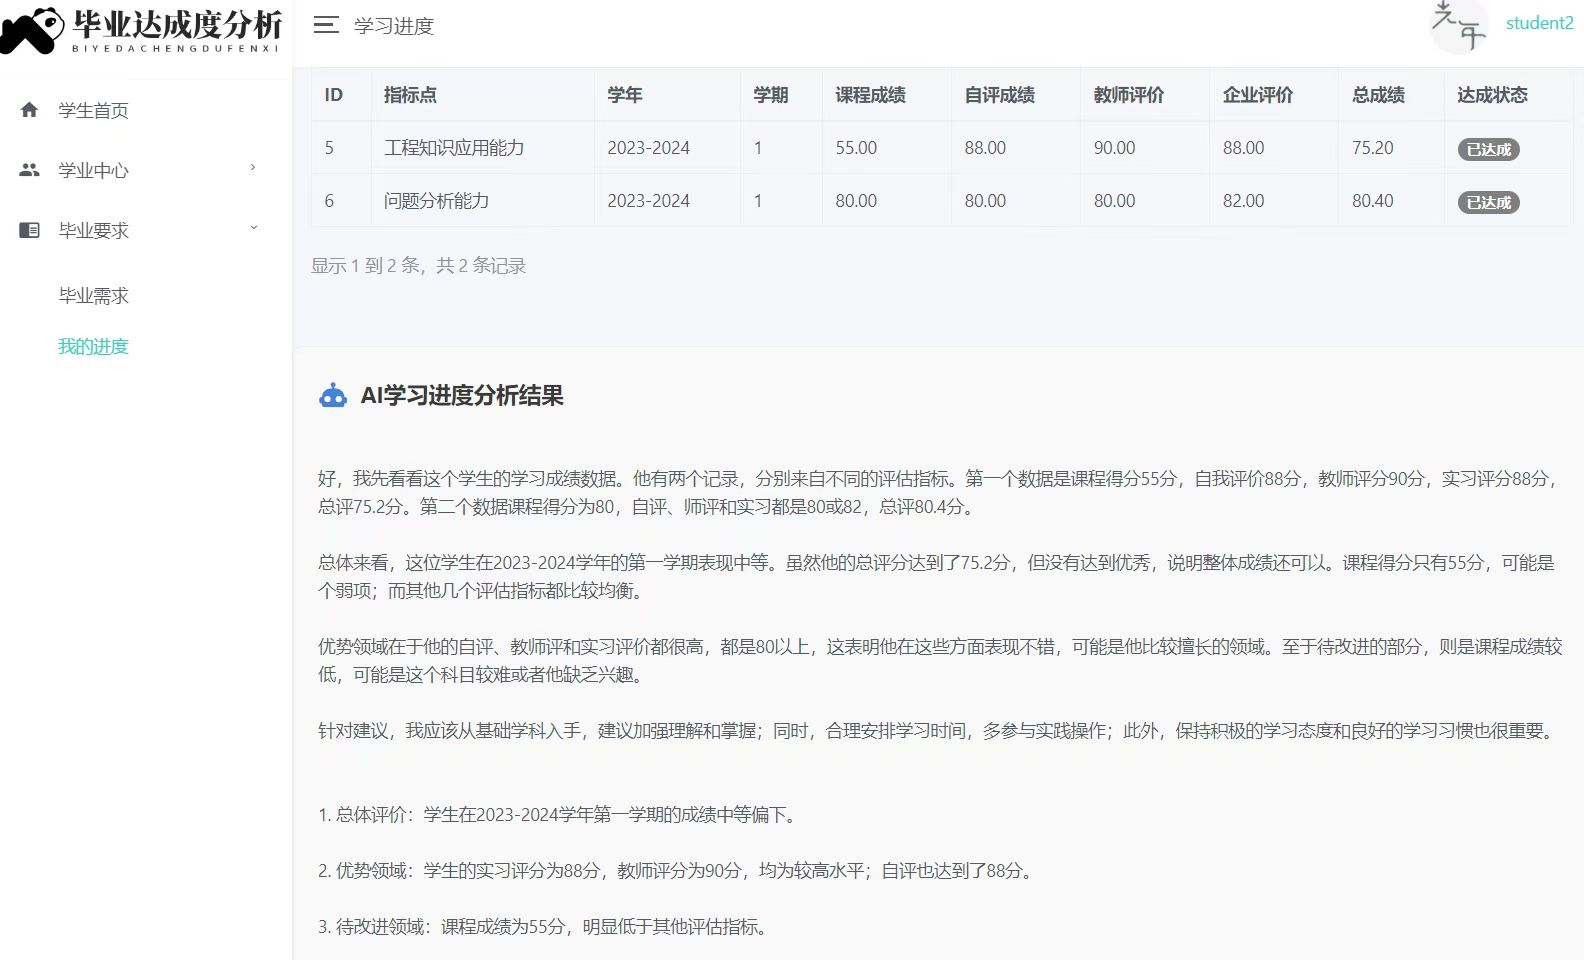 毕业达成度分析
BIYEDACHENGDUFENXI
学习进度
student2
学生首页
学业中心
毕业要求
毕业需求
我的进度
ID 指标点 学年 学期 课程成绩 自评成绩 教师评价 企业评价 总成绩 达成状态
5 工程知识应用能力 2023-2024 1 55.00 88.00 90.00 88.00 75.20 已达成
6 问题分析能力 2023-2024 1 80.00 80.00 80.00 82.00 80.40 已达成
显示 1 到 2 条，共 2 条记录
AI学习进度分析结果
好，我先看看这个学生的学习成绩数据。他有两个记录，分别来自不同的评估指标。第一个数据是课程得分55分，自我评价88分，教师评分90分，实习评分88分，
总评75.2分。第二个数据课程得分为80，自评、师评和实习都是80或82，总评80.4分。
总体来看，这位学生在2023-2024学年的第一学期表现中等。虽然他的总评分达到了75.2分，但没有达到优秀，说明整体成绩还可以。课程得分只有55分，可能是
个弱项；而其他几个评估指标都比较均衡。
优势领域在于他的自评、教师评和实习评价都很高，都是80以上，这表明他在这些方面表现不错，可能是他比较擅长的领域。至于待改进的部分，则是课程成绩较
低，可能是这个科目较难或者他缺乏兴趣。
针对建议，我应该从基础学科入手，建议加强理解和掌握；同时，合理安排学习时间，多参与实践操作；此外，保持积极的学习态度和良好的学习习惯也很重要。
1. 总体评价：学生在2023-2024学年第一学期的成绩中等偏下。
2. 优势领域：学生的实习评分为88分，教师评分为90分，均为较高水平；自评也达到了88分。
3. 待改进领域：课程成绩为55分，明显低于其他评估指标。